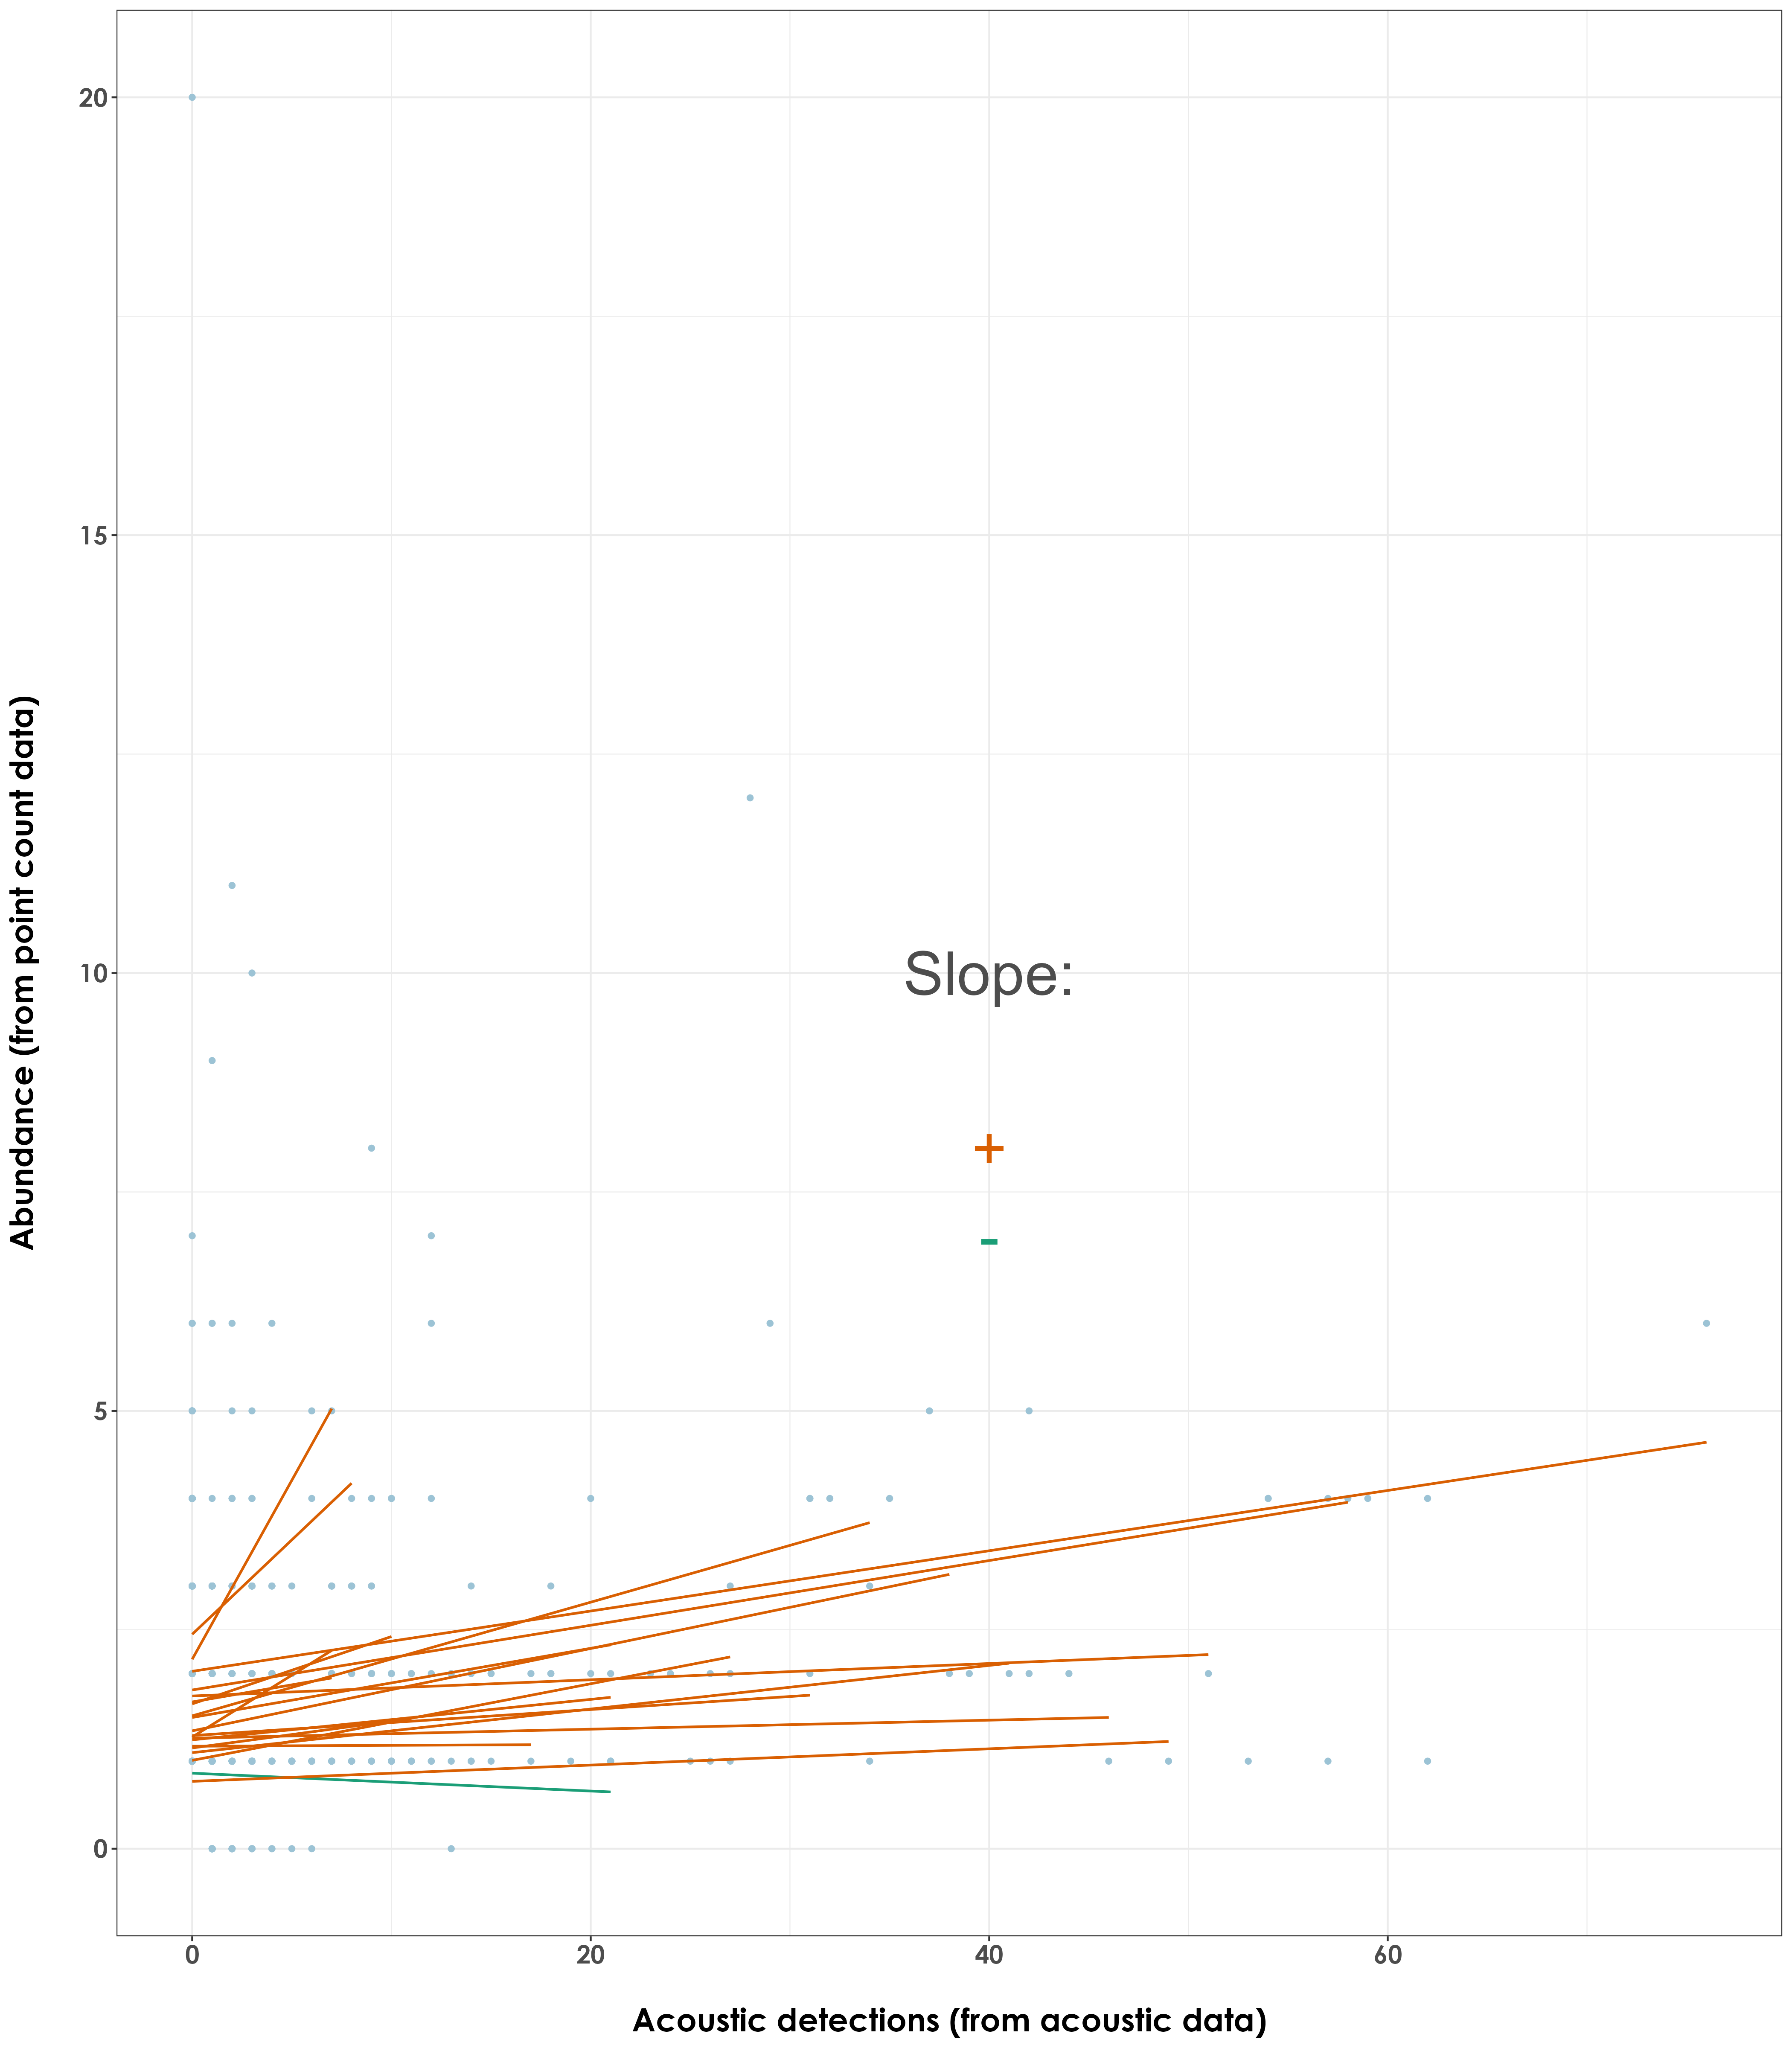 20
15
10
5
0
Abundance (from point count data)
Slope:
+
-
0 20 40 60
Acoustic detections (from acoustic data)